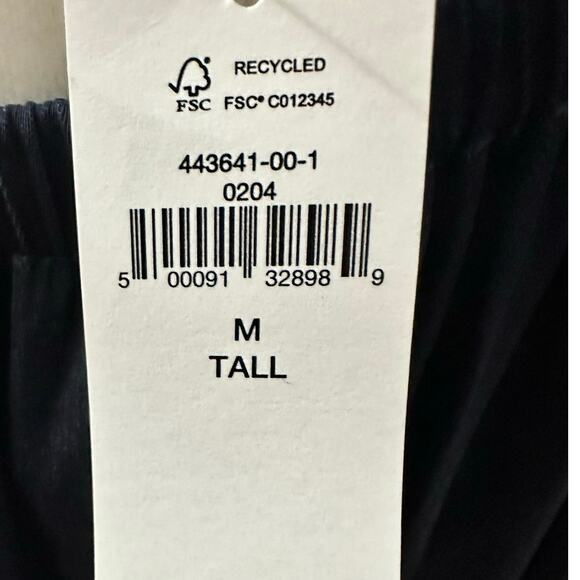 RECYCLED
FSC FSC® C012345
443641-00-1
0204
5 00091 32898 9
M
TALL